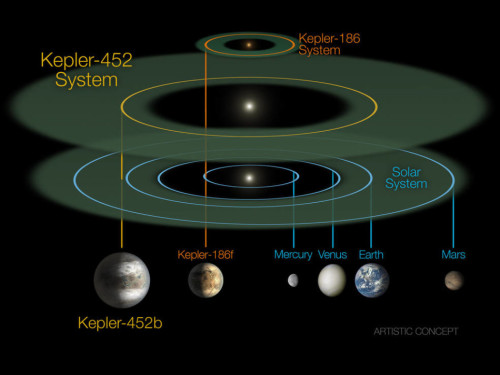 Kepler-186
System
Kepler-452
System
Solar
System
Kepler-186f
Mercury
Venus
Earth
Mars
Kepler-452b
ARTISTIC CONCEPT